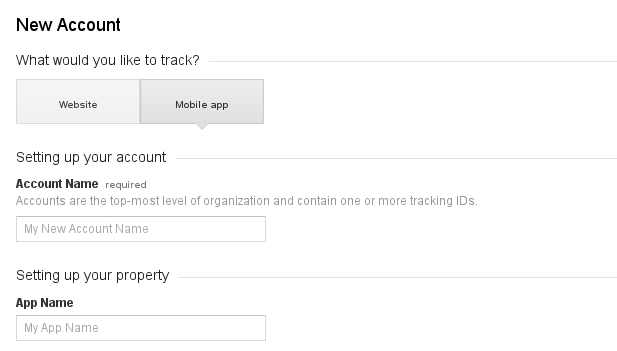 New Account
What would you like to track?
Website Mobile app
Setting up your account
Account Name required
Accounts are the top-most level of organization and contain one or more tracking IDs.
My New Account Name
Setting up your property
App Name
My App Name